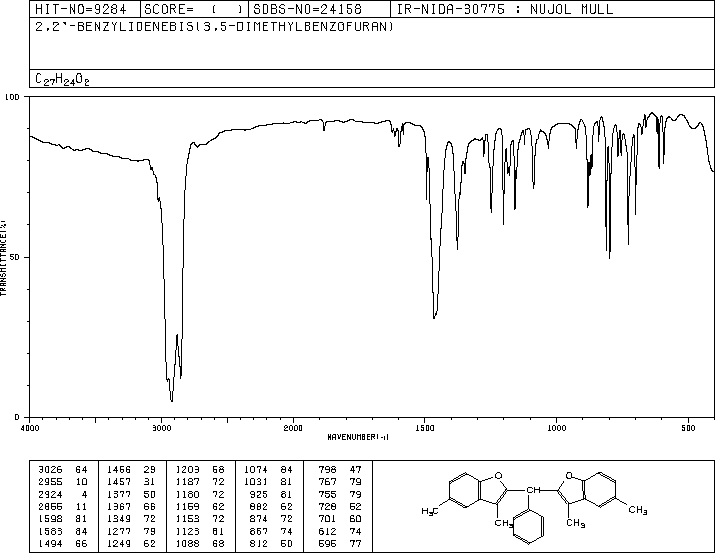 HIT-NO=9284 SCORE= ( ) SDBS-NO=24158 IR-NIDA-30775 : NUJOL MULL
2,2'-BENZYLIDENEBIS(3,5-DIMETHYLBENZOFURAN)
C27H24O2
100
50
0
TRANSMITTANCE(%)
4000 3000 2000 1500 1000 500
WAVENUMBER(-1)
3026 64 1466 29 1203 58 1074 84 798 47
2955 10 1457 31 1187 72 1031 81 767 79
2924 4 1377 50 1180 72 925 81 755 79
2855 11 1367 66 1159 62 882 62 728 52
1598 81 1349 72 1153 72 874 72 701 60
1583 84 1277 79 1123 81 867 74 612 74
1494 66 1249 62 1088 68 812 50 595 77
O O
H3C CH3
CH CH3 CH3